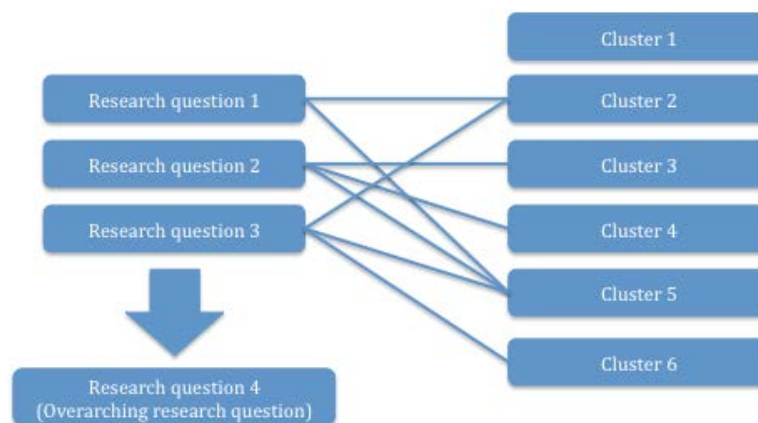 Cluster 1
Research question 1
Cluster 2
Research question 2
Cluster 3
Research question 3
Cluster 4
Cluster 5
Cluster 6
Research question 4
(Overarching research question)